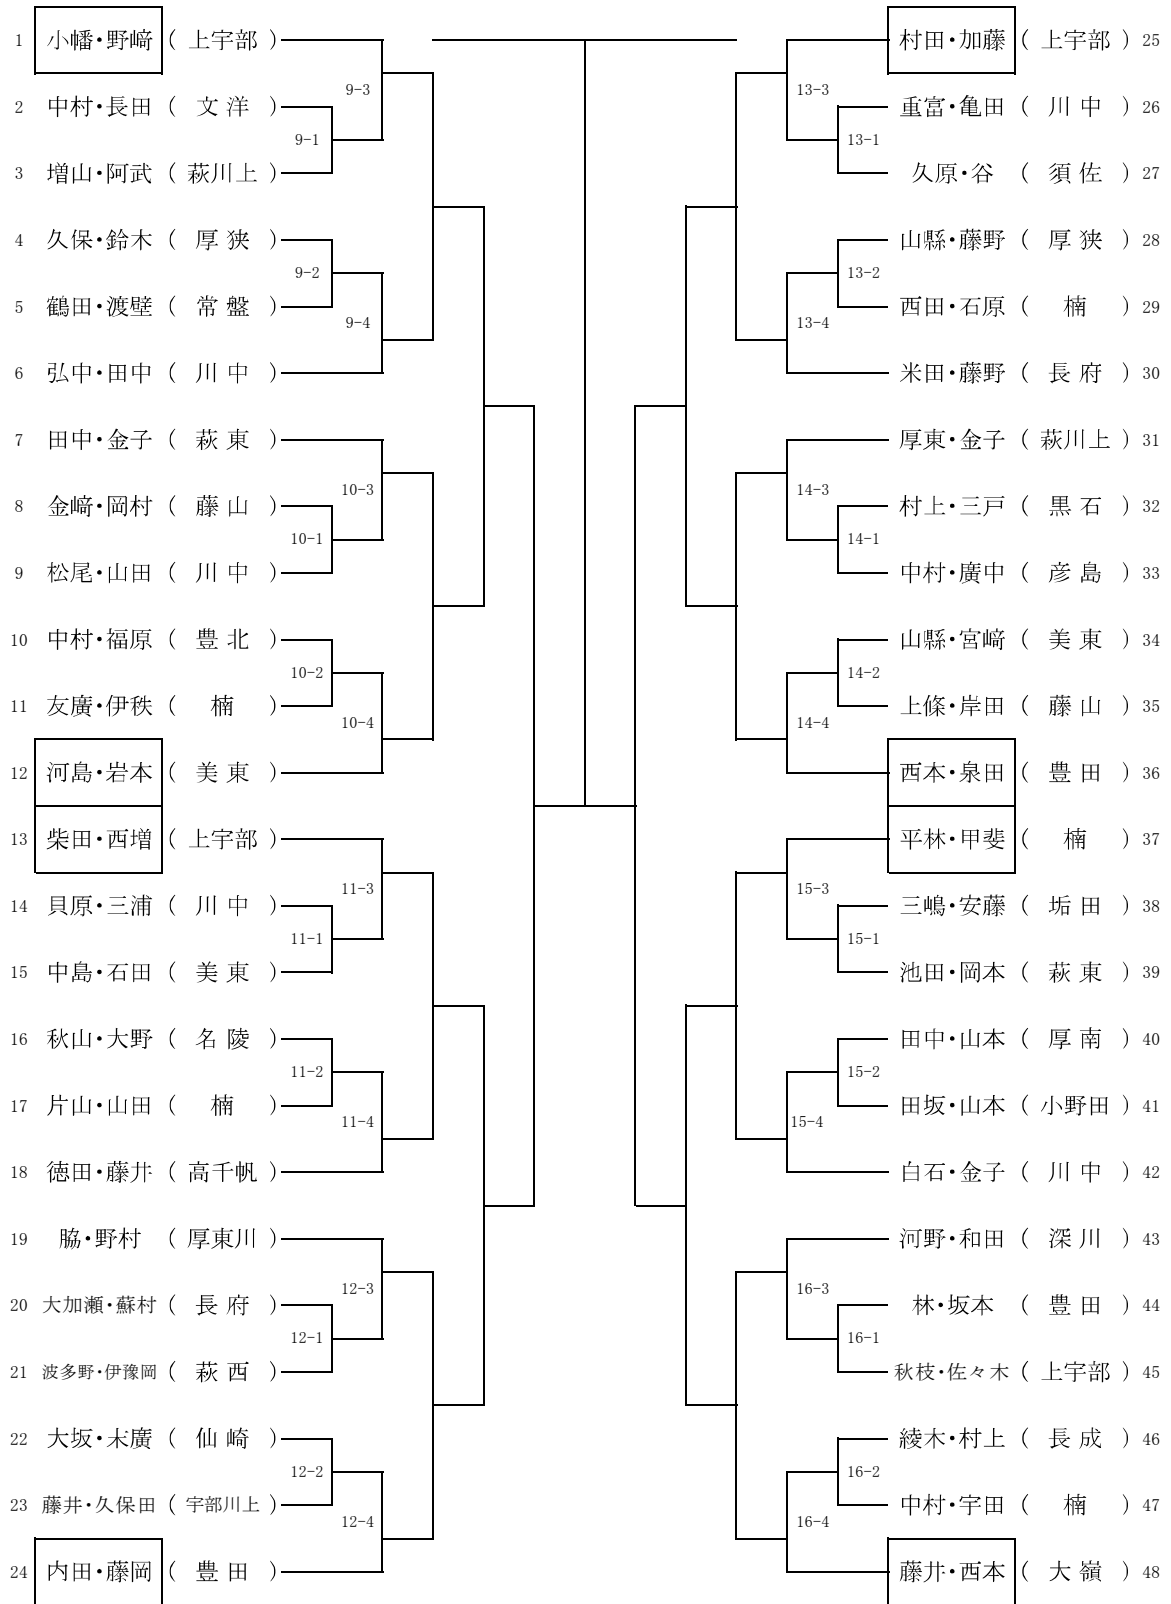 1 小幡・野﨑 ( 上宇部 )
9-3
2 中村・長田 ( 文 洋 )
9-1
3 増山・阿武 ( 萩川上 )
4 久保・鈴木 ( 厚 狭 )
9-2
5 鶴田・渡壁 ( 常 盤 )
9-4
6 弘中・田中 ( 川 中 )
7 田中・金子 ( 萩 東 )
10-3
8 金﨑・岡村 ( 藤 山 )
10-1
9 松尾・山田 ( 川 中 )
10 中村・福原 ( 豊 北 )
10-2
11 友廣・伊秩 ( 楠 )
10-4
12 河島・岩本 ( 美 東 )
13 柴田・西増 ( 上宇部 )
11-3
14 貝原・三浦 ( 川 中 )
11-1
15 中島・石田 ( 美 東 )
16 秋山・大野 ( 名 陵 )
11-2
17 片山・山田 ( 楠 )
11-4
18 徳田・藤井 ( 高千帆 )
19 脇・野村 ( 厚東川 )
12-3
20 大加瀬・蘇村 ( 長 府 )
12-1
21 波多野・伊豫岡 ( 萩 西 )
22 大坂・末廣 ( 仙 崎 )
12-2
23 藤井・久保田 ( 宇部川上 )
12-4
24 内田・藤岡 ( 豊 田 )
村田・加藤 ( 上宇部 ) 25
13-3
重富・亀田 ( 川 中 ) 26
13-1
久原・谷 ( 須 佐 ) 27
山縣・藤野 ( 厚 狭 ) 28
13-2
西田・石原 ( 楠 ) 29
13-4
米田・藤野 ( 長 府 ) 30
厚東・金子 ( 萩川上 ) 31
14-3
村上・三戸 ( 黒 石 ) 32
14-1
中村・廣中 ( 彦 島 ) 33
山縣・宮﨑 ( 美 東 ) 34
14-2
上條・岸田 ( 藤 山 ) 35
14-4
西本・泉田 ( 豊 田 ) 36
平林・甲斐 ( 楠 ) 37
15-3
三嶋・安藤 ( 垢 田 ) 38
15-1
池田・岡本 ( 萩 東 ) 39
田中・山本 ( 厚 南 ) 40
15-2
田坂・山本 ( 小野田 ) 41
15-4
白石・金子 ( 川 中 ) 42
河野・和田 ( 深 川 ) 43
16-3
林・坂本 ( 豊 田 ) 44
16-1
秋枝・佐々木 ( 上宇部 ) 45
綾木・村上 ( 長 成 ) 46
16-2
中村・宇田 ( 楠 ) 47
16-4
藤井・西本 ( 大 嶺 ) 48